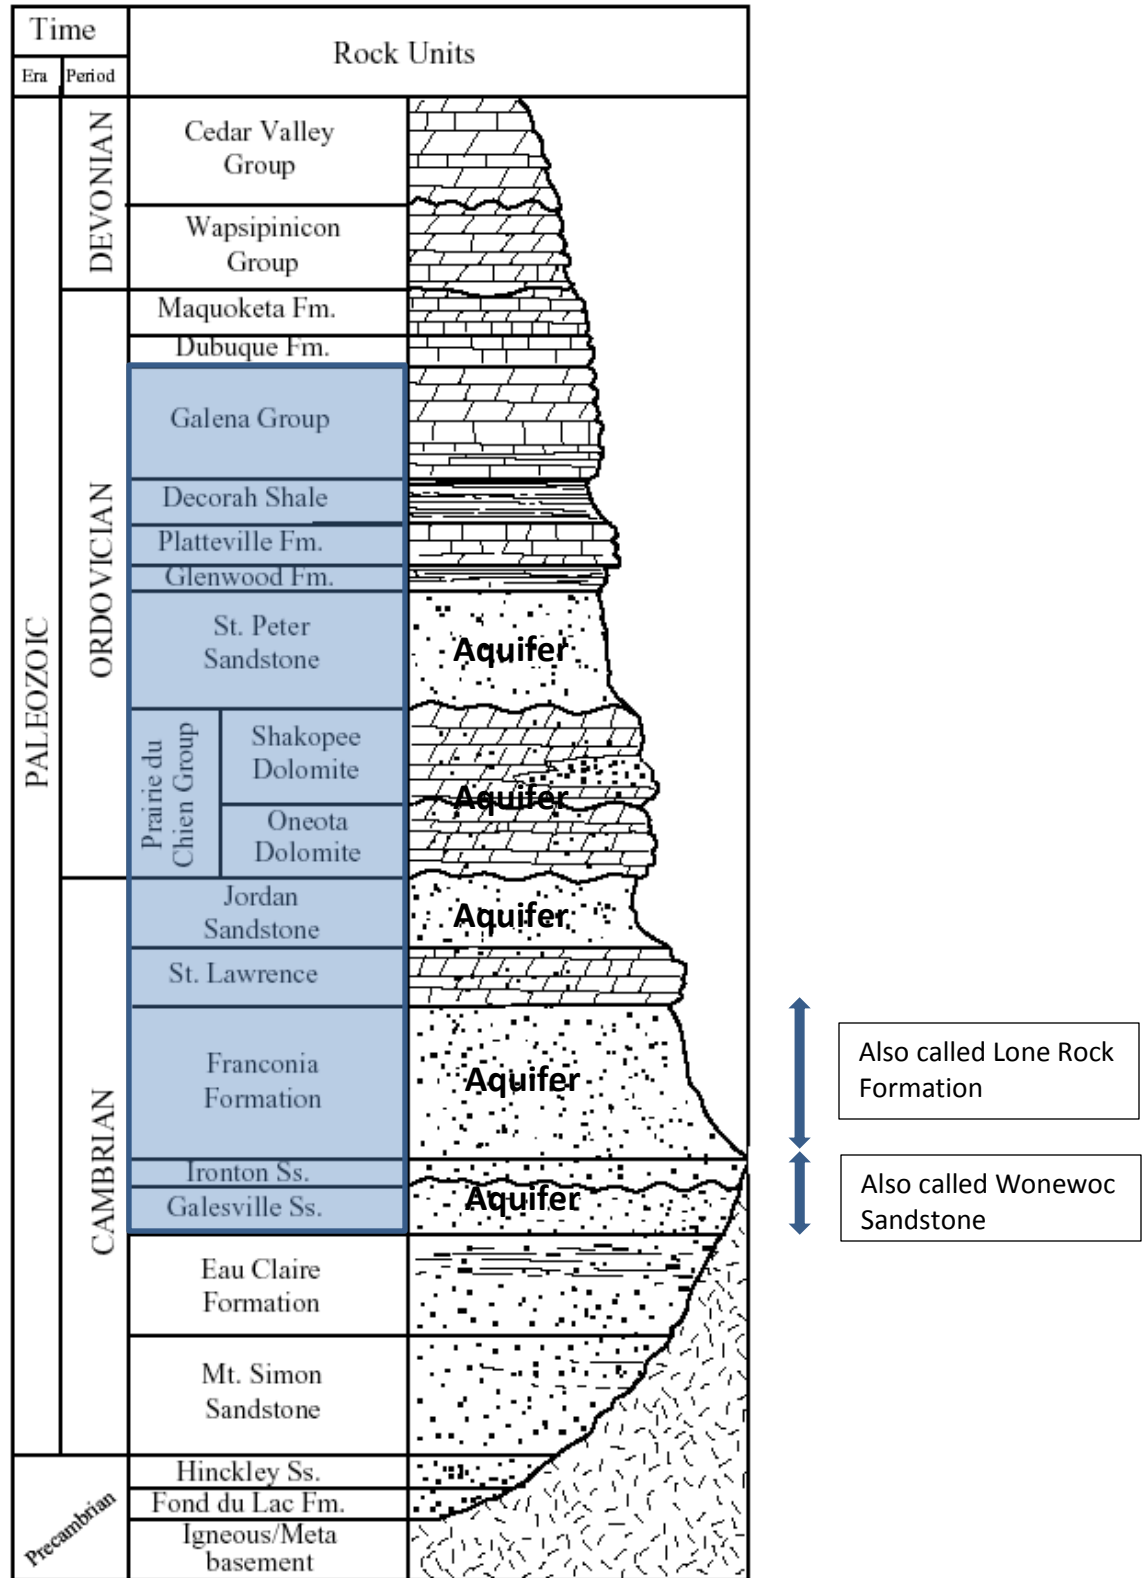 Time
Rock Units
Era
Period
PALEOZOIC
DEVONIAN
Cedar Valley
Group
Wapsipinicon
Group
ORDOVICIAN
Maquoketa Fm.
Dubuque Fm.
Galena Group
Decorah Shale
Platteville Fm.
Glenwood Fm.
St. Peter
Sandstone
Aquifer
Prairie du
Chien Group
Shakopee
Dolomite
Aquifer
Oneota
Dolomite
CAMBRIAN
Jordan
Sandstone
Aquifer
St. Lawrence
Franconia
Formation
Aquifer
Also called Lone Rock
Formation
Ironton Ss.
Galesville Ss.
Aquifer
Also called Wonewoc
Sandstone
Eau Claire
Formation
Mt. Simon
Sandstone
Precambrian
Hinckley Ss.
Fond du Lac Fm.
Igneous/Meta
basement